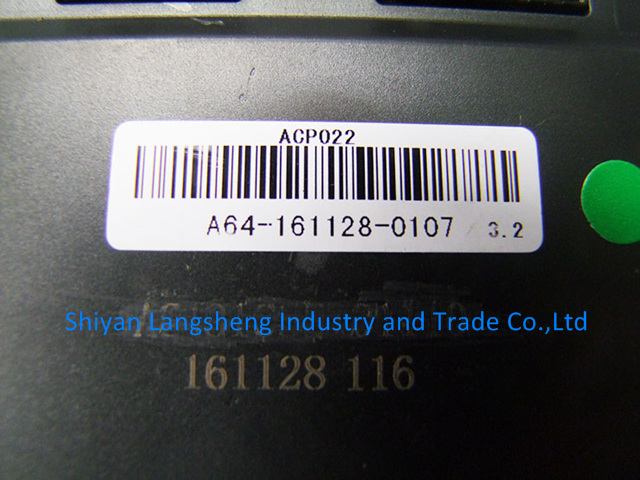 ACP022
A64-161128-0107 3.2
Shiyan Langsheng Industry and Trade Co.,Ltd
161128 116